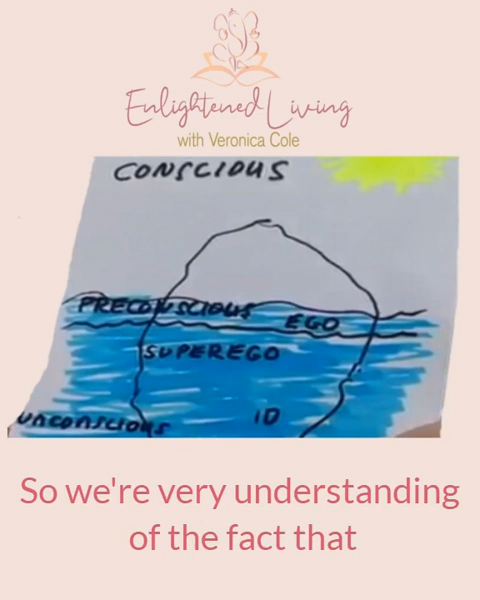 Enlightened Living
with Veronica Cole
CONSCIOUS
PRECONSCIOUS
EGO
SUPEREGO
ID
UNCONSCIOUS
So we're very understanding
of the fact that